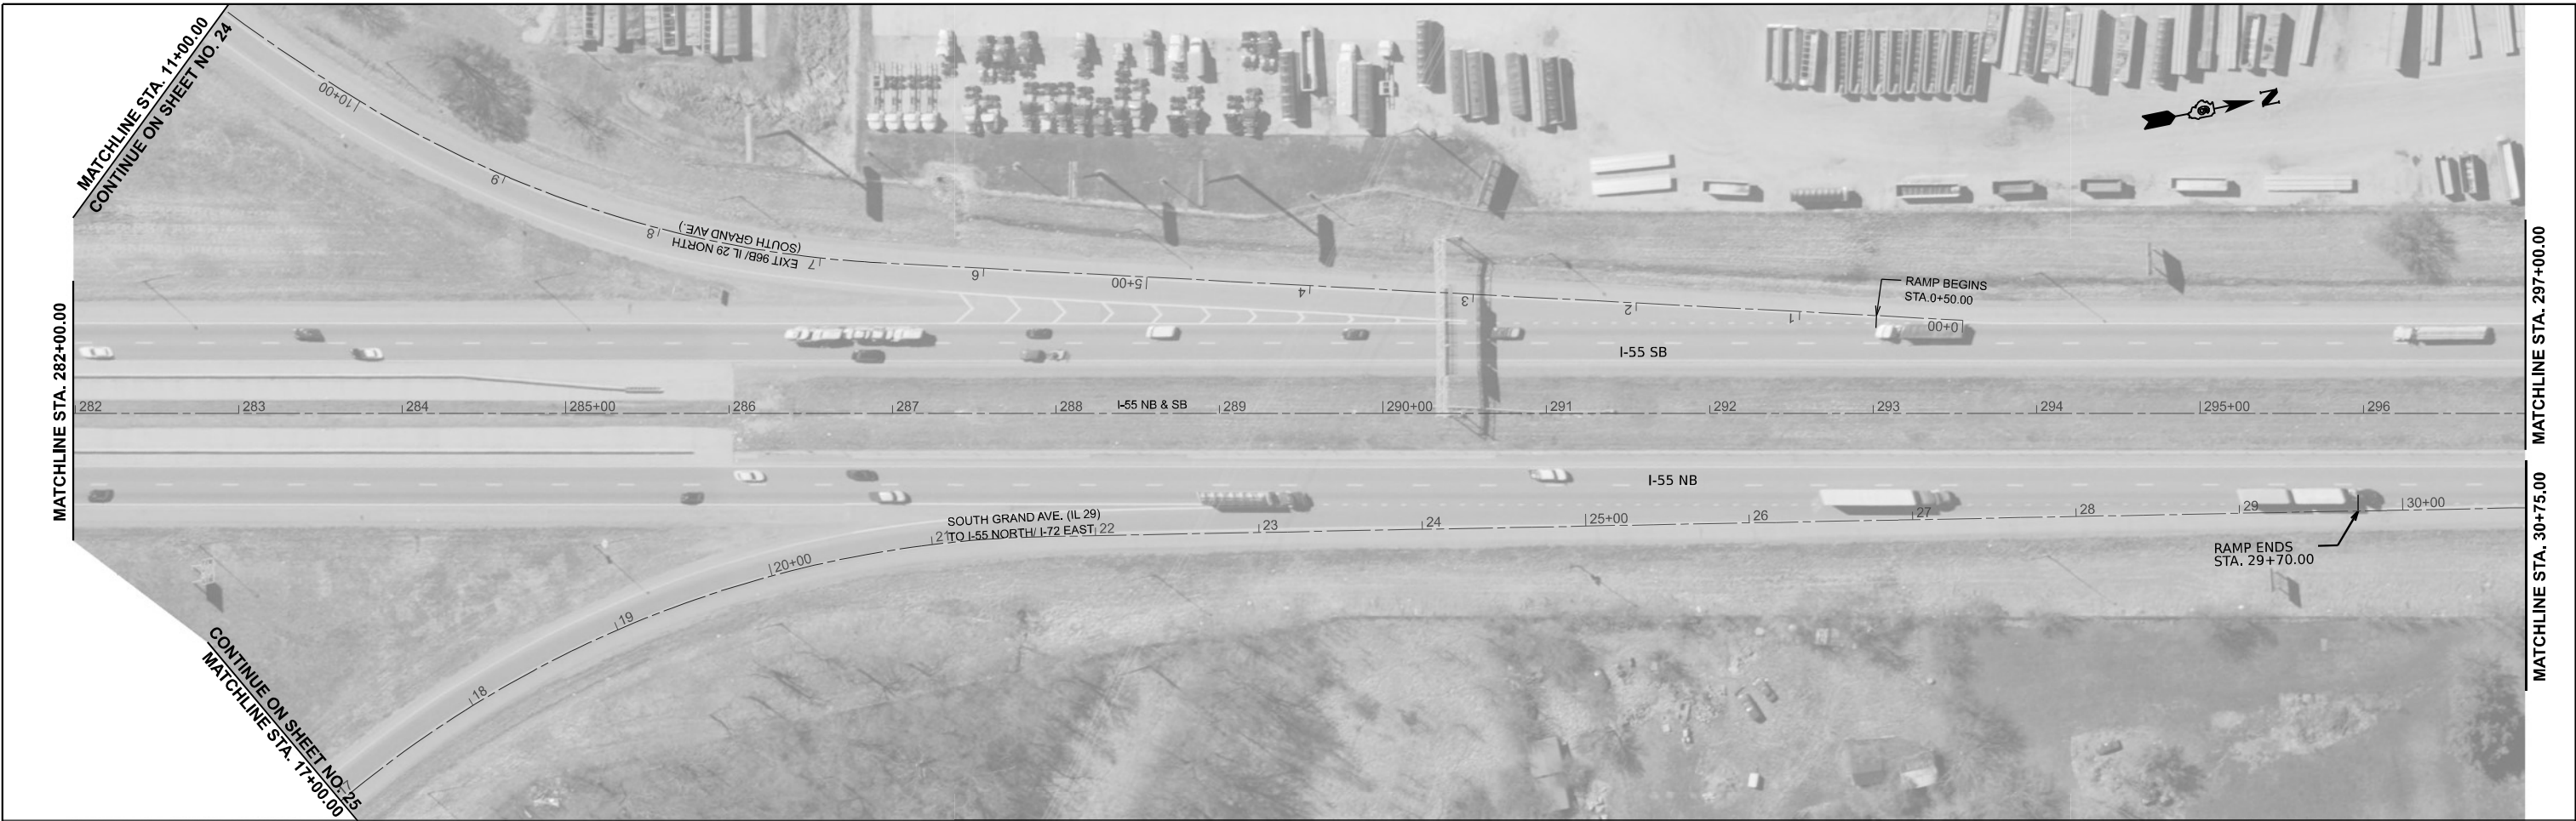 MATCHLINE STA. 11+00.00
CONTINUE ON SHEET NO. 24
10+00
9
8
EXIT 96B/ IL 29 NORTH
(SOUTH GRAND AVE.)
7
6
5+00
4
3
2
1
0+00
RAMP BEGINS
STA.0+50.00
N
I-55 SB
MATCHLINE STA. 282+00.00
282
283
284
285+00
286
287
288
I-55 NB & SB
289
290+00
291
292
293
294
295+00
296
MATCHLINE STA. 297+00.00
I-55 NB
SOUTH GRAND AVE. (IL 29)
TO I-55 NORTH/ I-72 EAST
18
19
20+00
21
22
23
24
25+00
26
27
28
29
30+00
RAMP ENDS
STA. 29+70.00
MATCHLINE STA. 30+75.00
CONTINUE ON SHEET NO. 25
MATCHLINE STA. 17+00.00